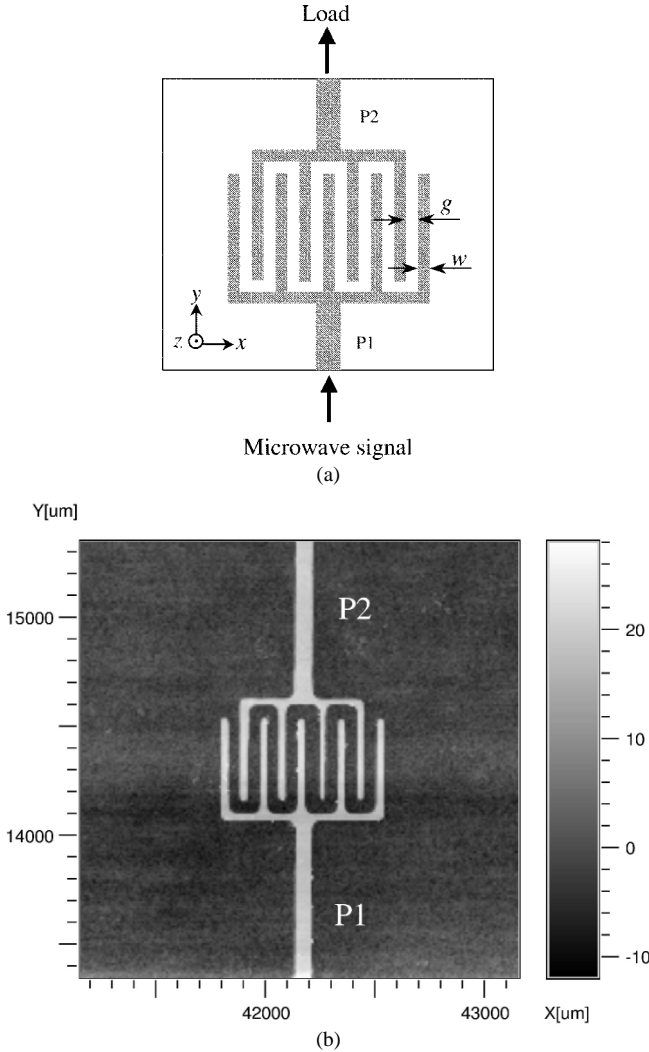 Load
P2
g
w
y
z
x
P1
Microwave signal
(a)
Y[um]
15000
14000
P2
P1
20
10
0
-10
42000
43000
X[um]
(b)